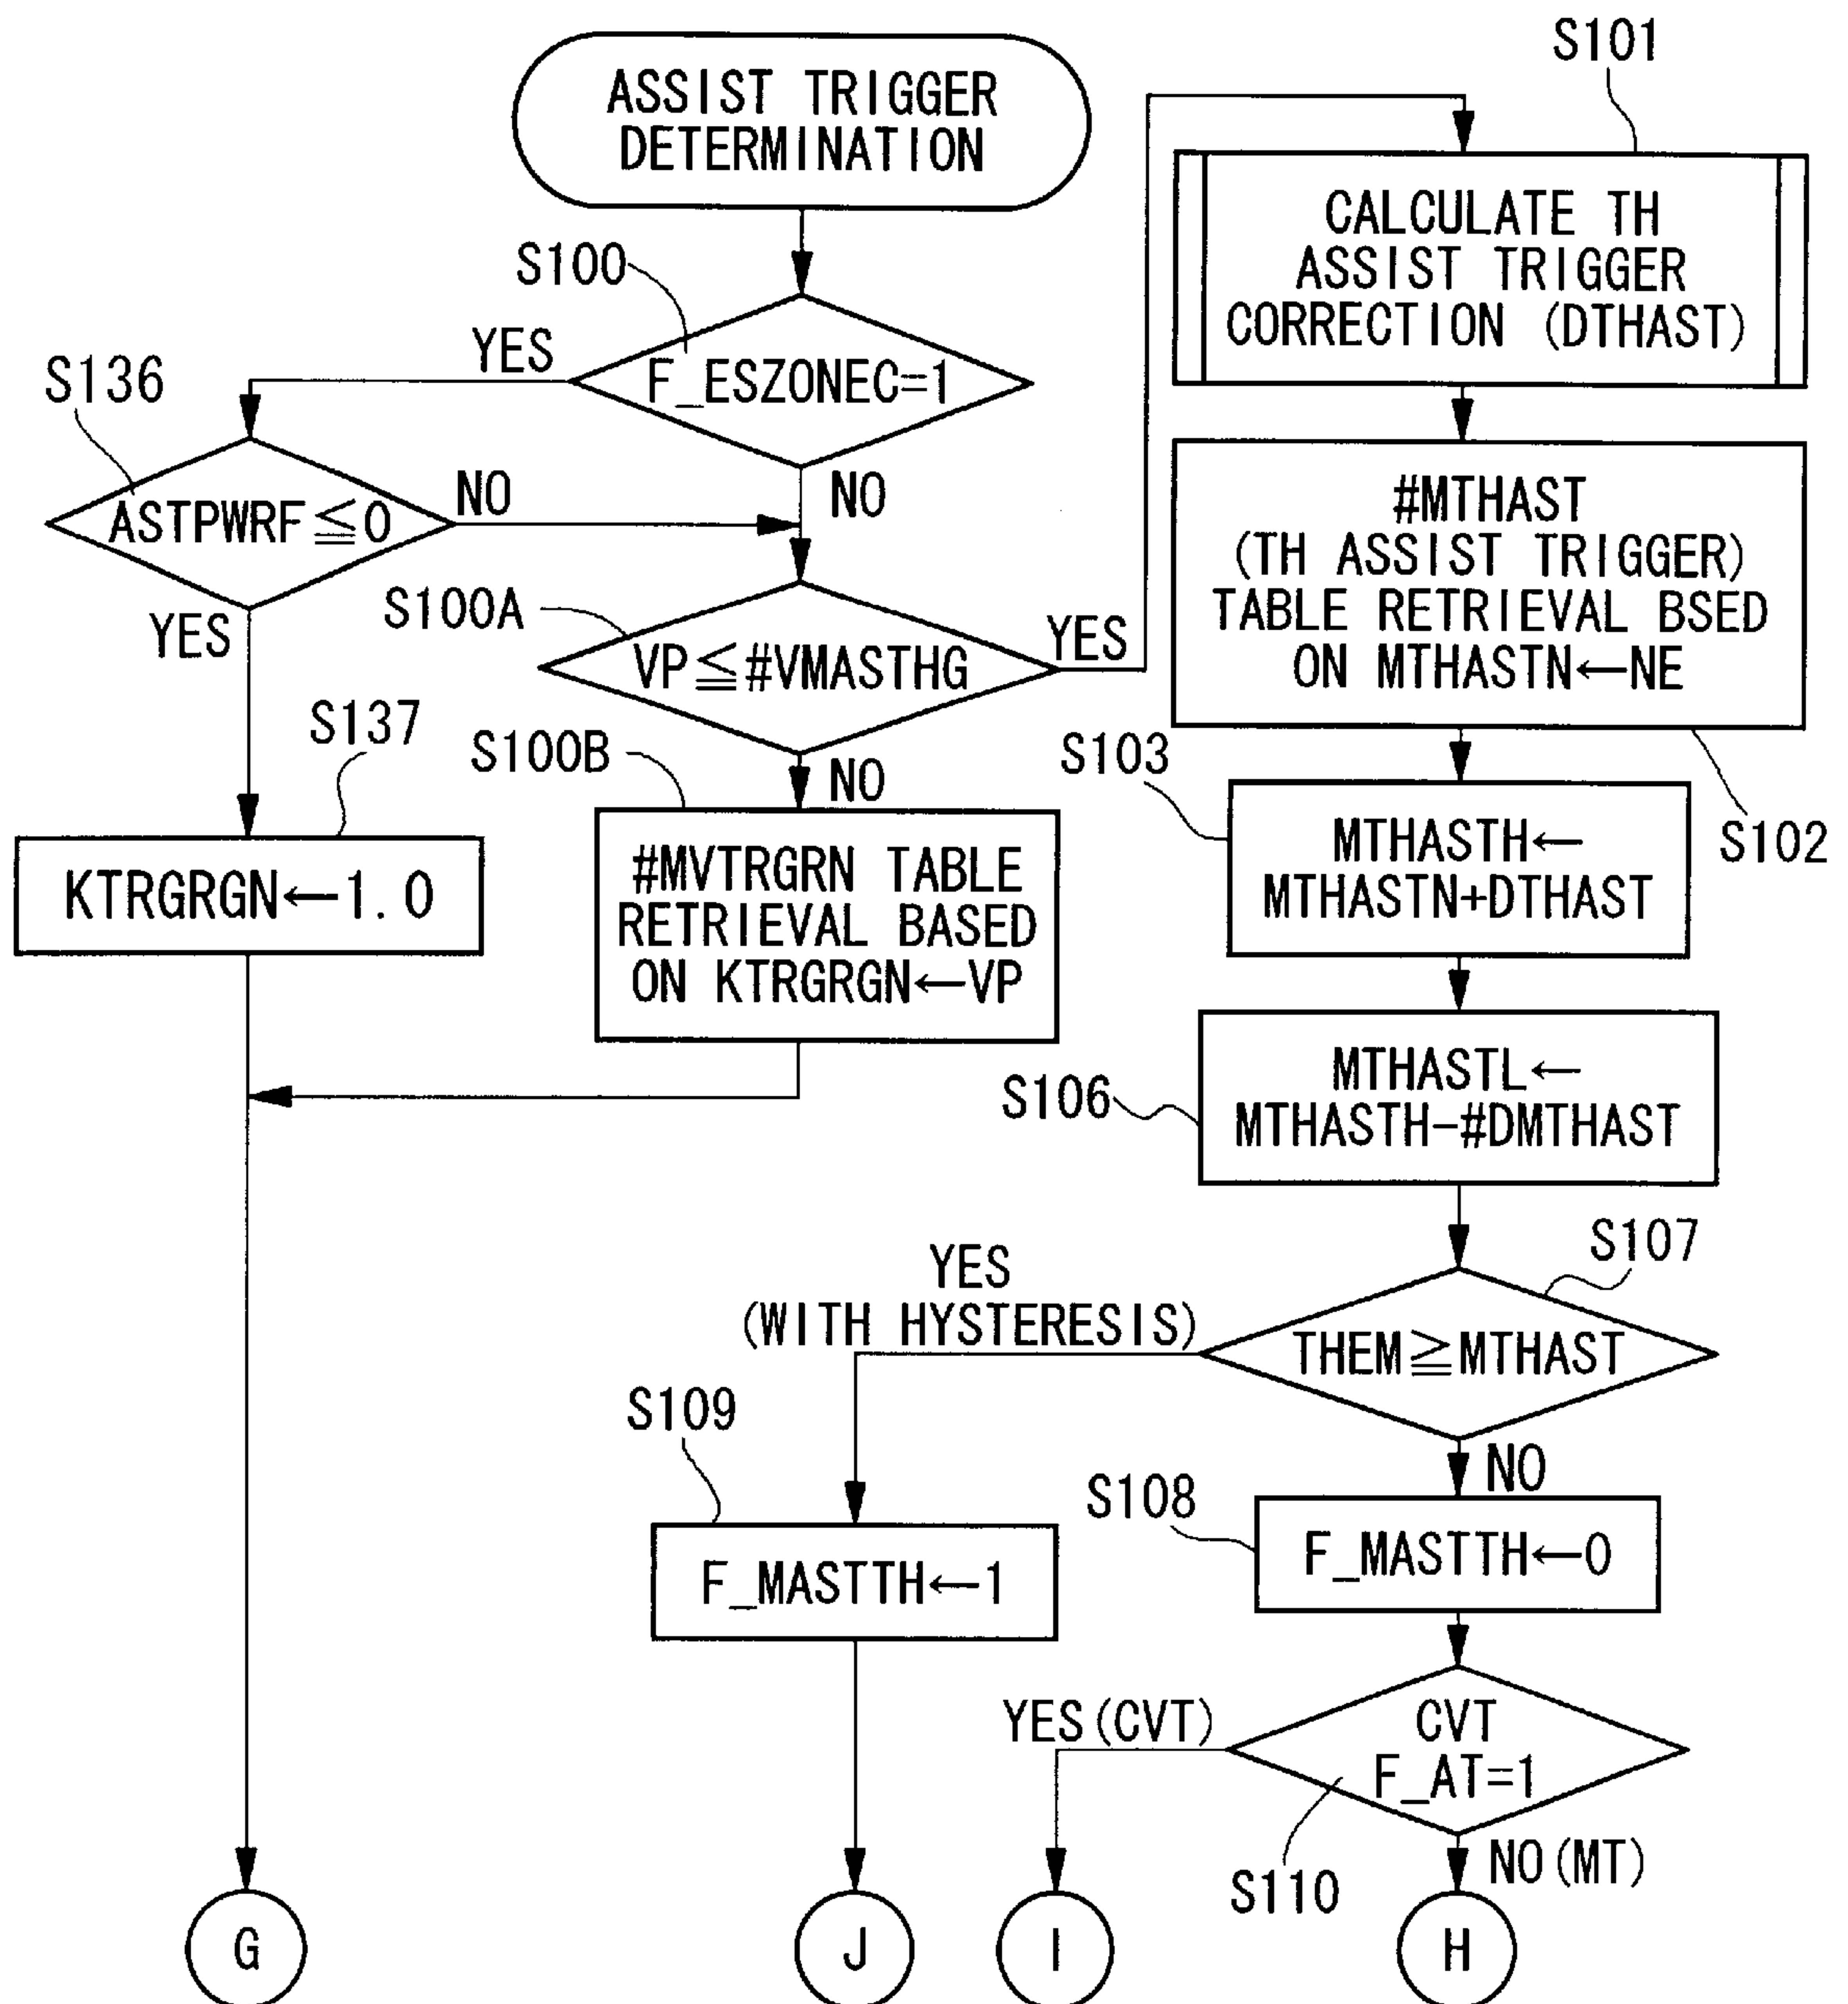 ASSIST TRIGGER
DETERMINATION
S100
F_ESZONEC=1
YES
NO
S136
ASTPWRF≦0
NO
YES
S137
KTRGRGN←1.0
S100A
VP≦#VMASTHG
YES
NO
S100B
#MVTRGRN TABLE
RETRIEVAL BASED
ON KTRGRGN←VP
S101
CALCULATE TH
ASSIST TRIGGER
CORRECTION (DTHAST)
#MTHAST
(TH ASSIST TRIGGER)
TABLE RETRIEVAL BSED
ON MTHASTN←NE
S102
S103
MTHASTH←
MTHASTN+DTHAST
S106
MTHASTL←
MTHASTH-#DMTHAST
S107
THEM≧MTHAST
YES
(WITH HYSTERESIS)
NO
S109
F_MASTTH←1
S108
F_MASTTH←0
CVT
F_AT=1
YES(CVT)
S110
NO(MT)
G
J
I
H